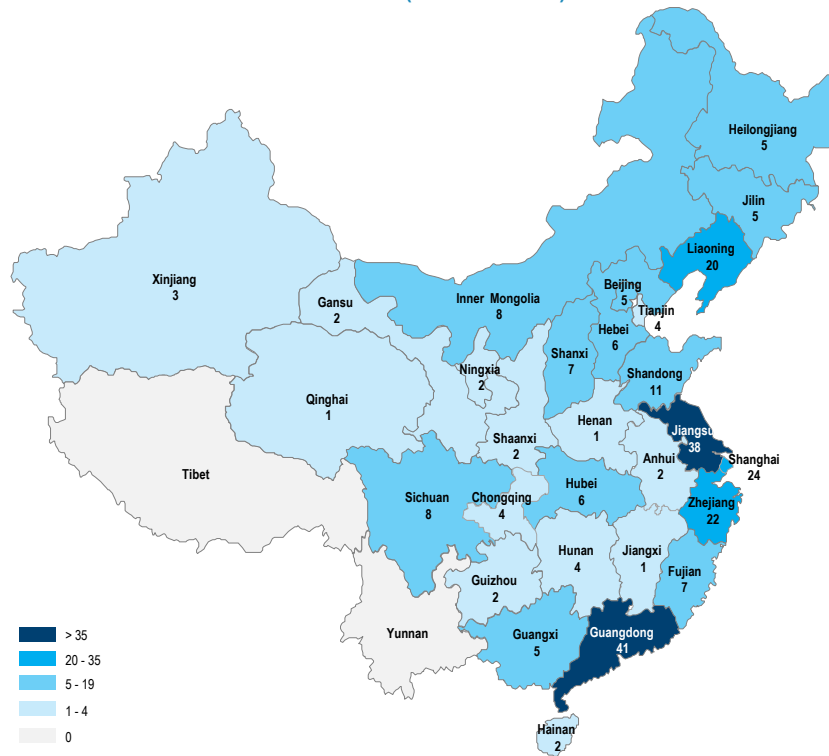 Heilongjiang
5
Jilin
5
Liaoning
20
Xinjiang
3
Gansu
2
Inner Mongolia
8
Beijing
5
Tianjin
4
Hebei
6
Shanxi
7
Shandong
11
Ningxia
2
Qinghai
1
Henan
1
Jiangsu
38
Shaanxi
2
Anhui
2
Shanghai
24
Tibet
Sichuan
8
Chongqing
4
Hubei
6
Zhejiang
22
Hunan
4
Jiangxi
1
Fujian
7
Guizhou
2
Yunnan
Guangxi
5
Guangdong
41
Hainan
2
> 35
20 - 35
5 - 19
1 - 4
0